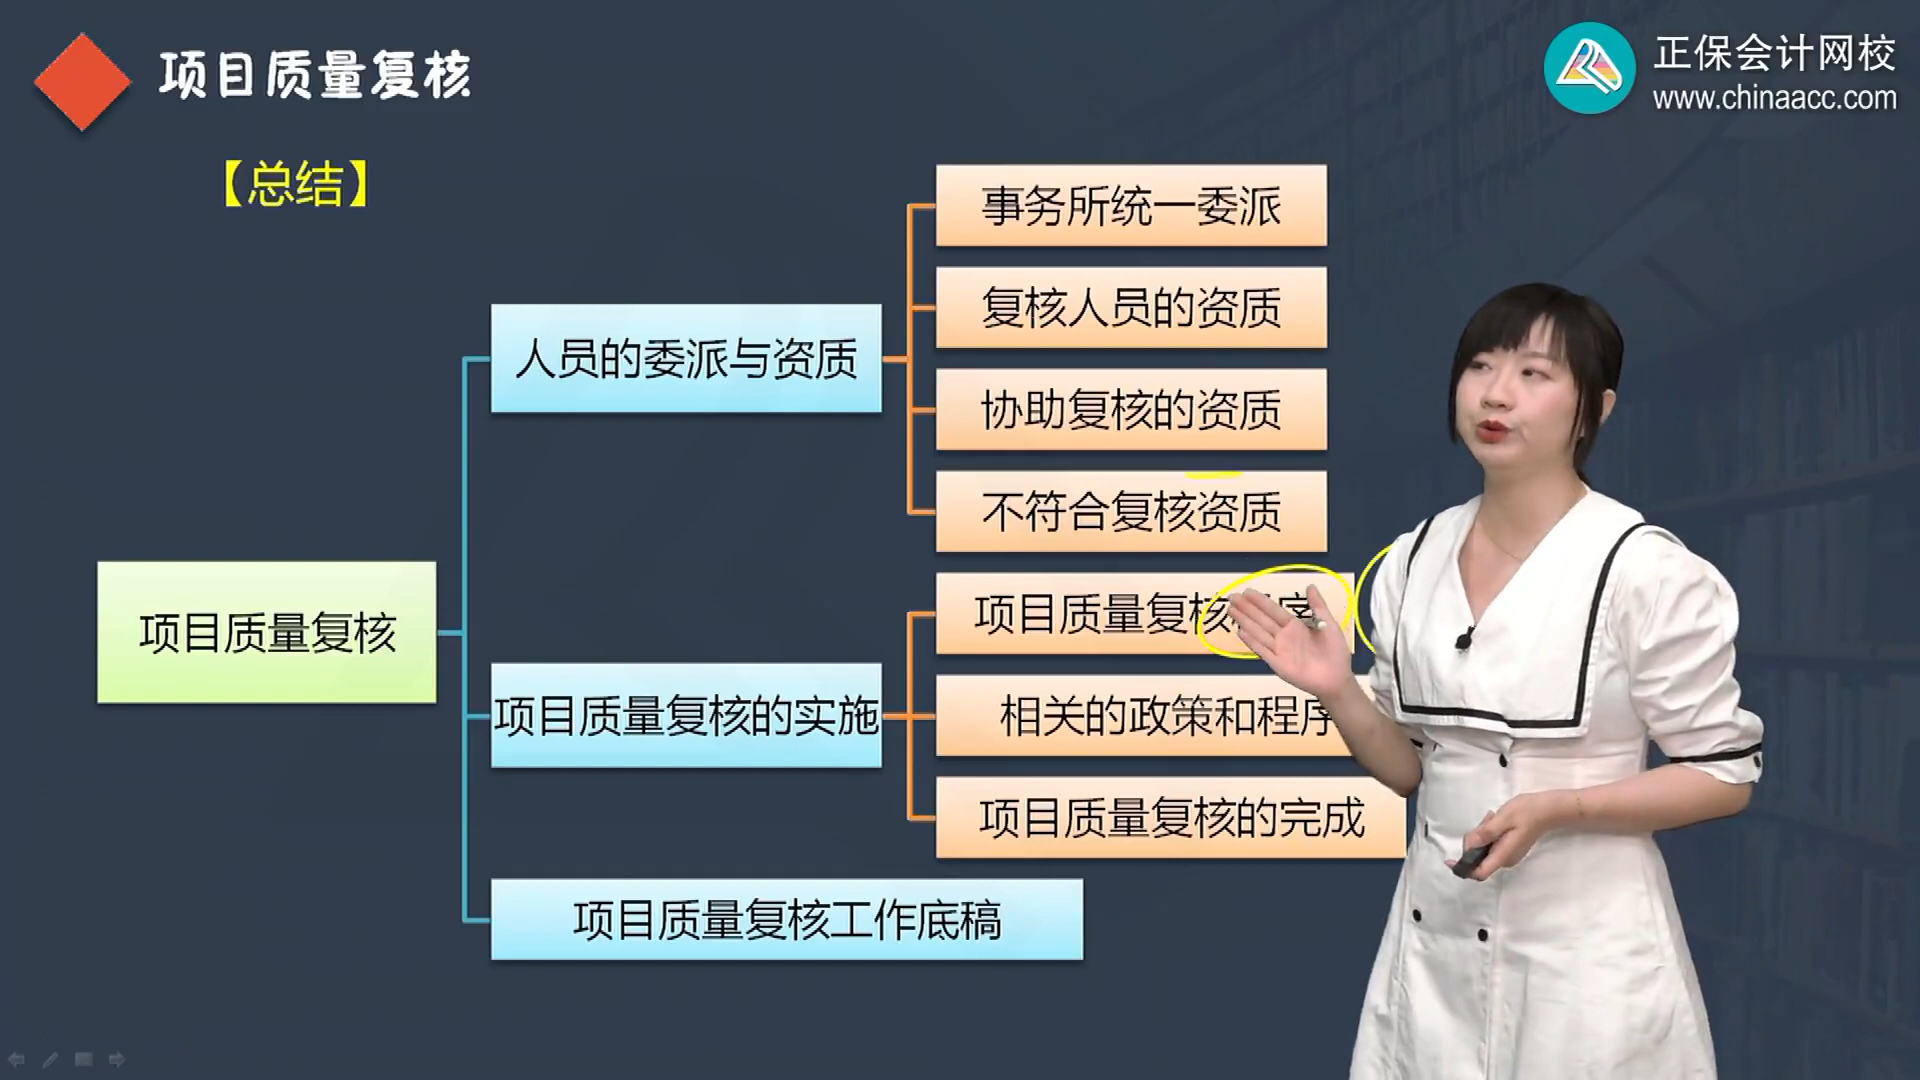 项目质量复核
正保会计网校
www.chinaacc.com
【总结】
项目质量复核
人员的委派与资质
事务所统一委派
复核人员的资质
协助复核的资质
不符合复核资质
项目质量复核的实施
项目质量复核程序
相关的政策和程序
项目质量复核的完成
项目质量复核工作底稿